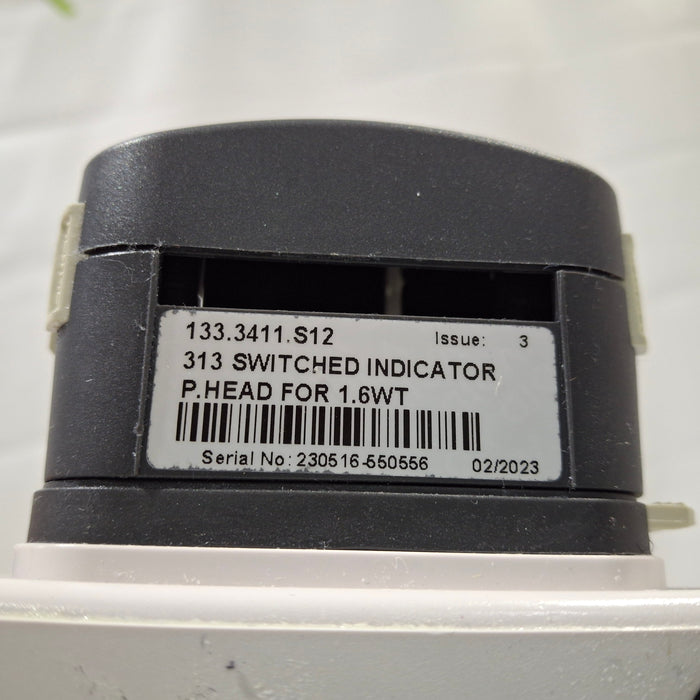 133.3411.S12 Issue: 3
313 SWITCHED INDICATOR
P.HEAD FOR 1.6WT
Serial No: 230516-550556 02/2023